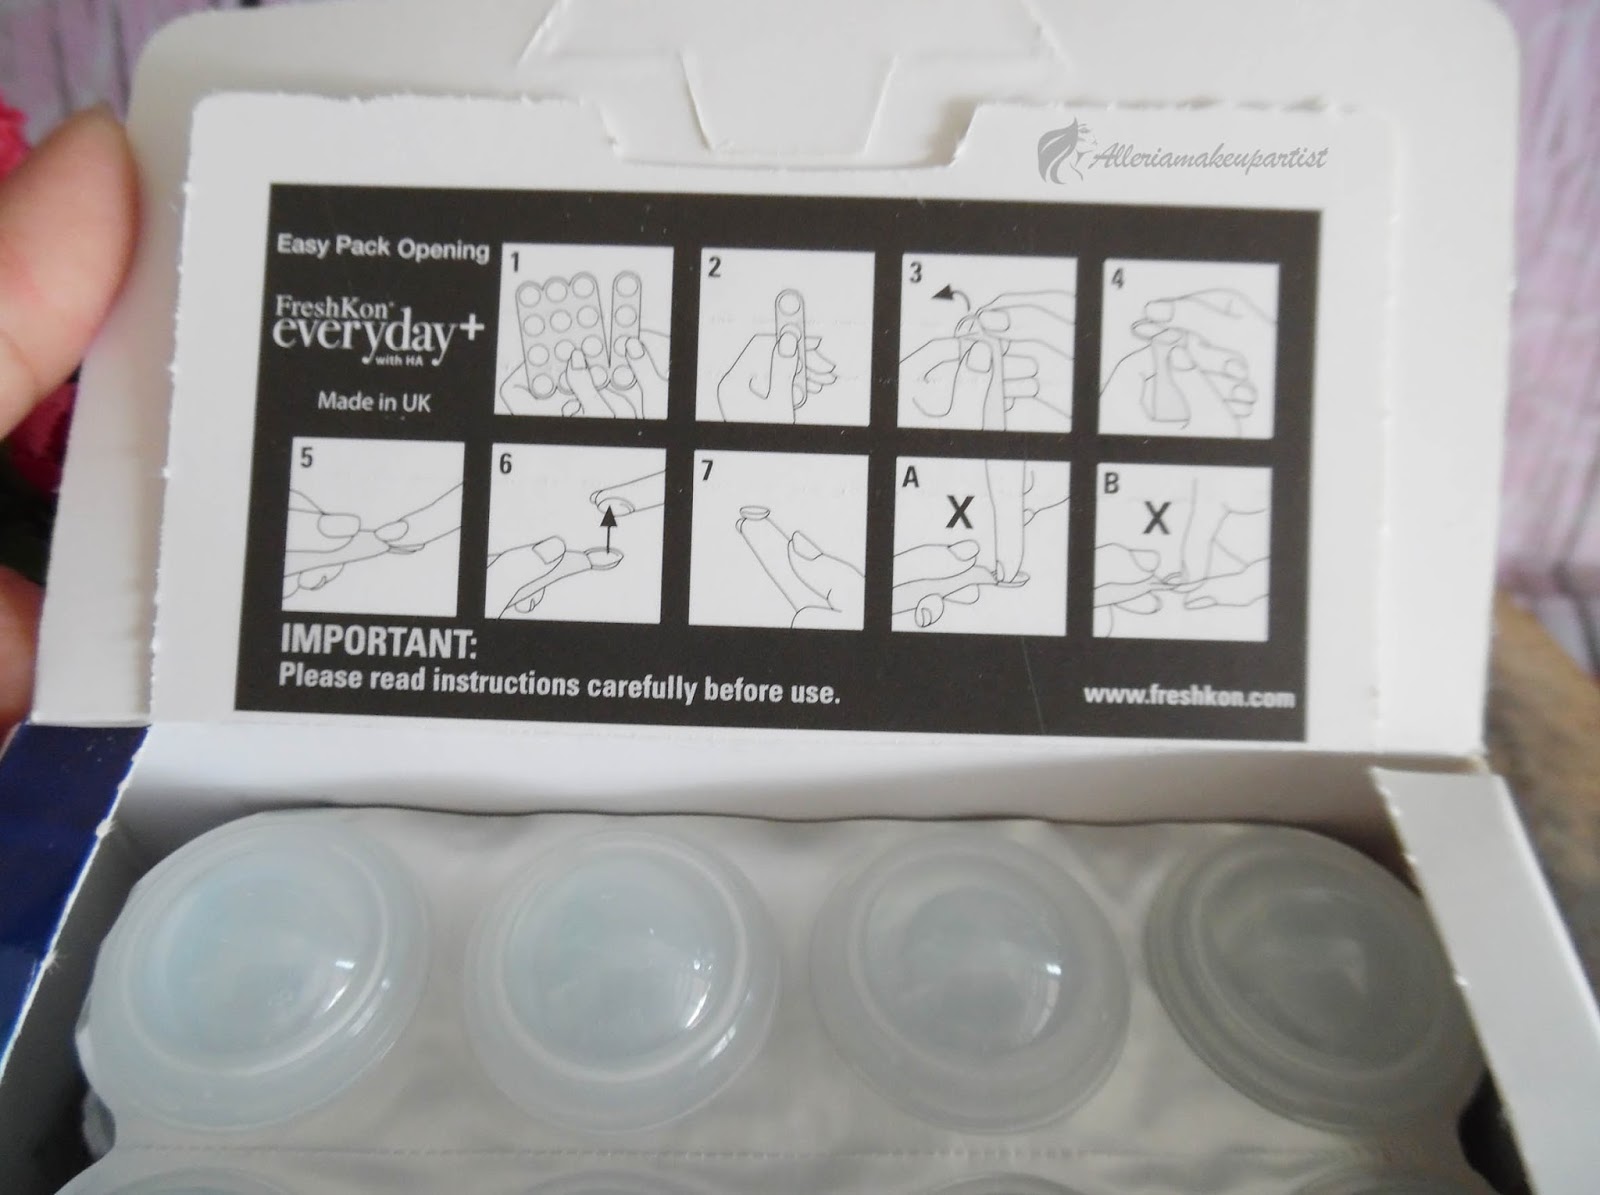 Alleriamakeupartist
Easy Pack Opening
FreshKon®
everyday+
with HA
Made in UK
1
2
3
4
5
6
7
A
X
B
X
IMPORTANT:
Please read instructions carefully before use.
www.freshkon.com